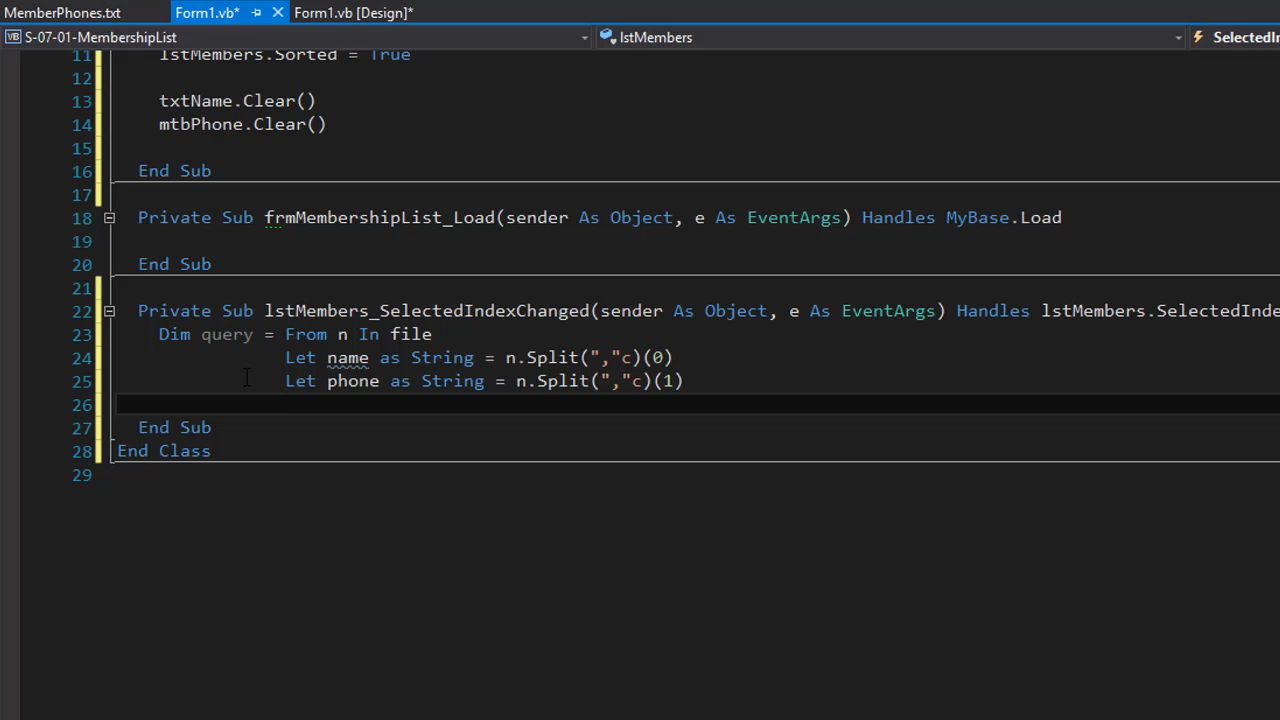 MemberPhones.txt Form1.vb* Form1.vb [Design]*
S-07-01-MembershipList lstMembers SelectedIn
11 lstMembers.Sorted = True
12
13 txtName.Clear()
14 mtbPhone.Clear()
15
16 End Sub
17
18 Private Sub frmMembershipList_Load(sender As Object, e As EventArgs) Handles MyBase.Load
19
20 End Sub
21
22 Private Sub lstMembers_SelectedIndexChanged(sender As Object, e As EventArgs) Handles lstMembers.SelectedInde
23 Dim query = From n In file
24 Let name as String = n.Split(","c)(0)
25 Let phone as String = n.Split(","c)(1)
26
27 End Sub
28 End Class
29